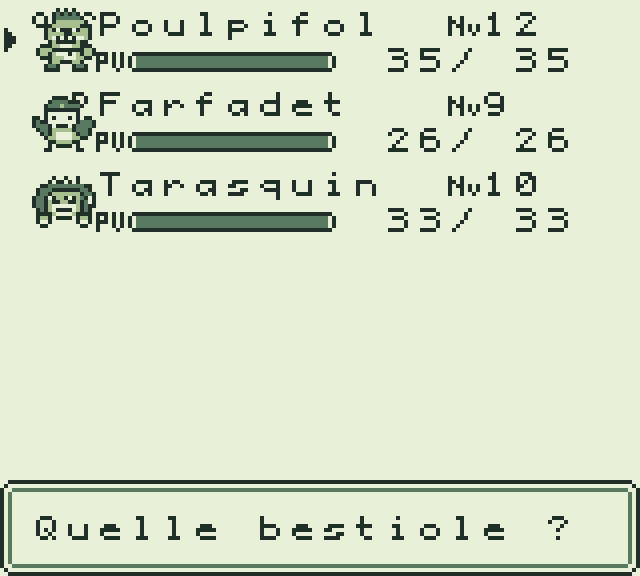 Poulpifol Nv12
PV 35/ 35
Farfadet Nv9
PV 26/ 26
Tarasquin Nv10
PV 33/ 33
Quelle bestiole ?